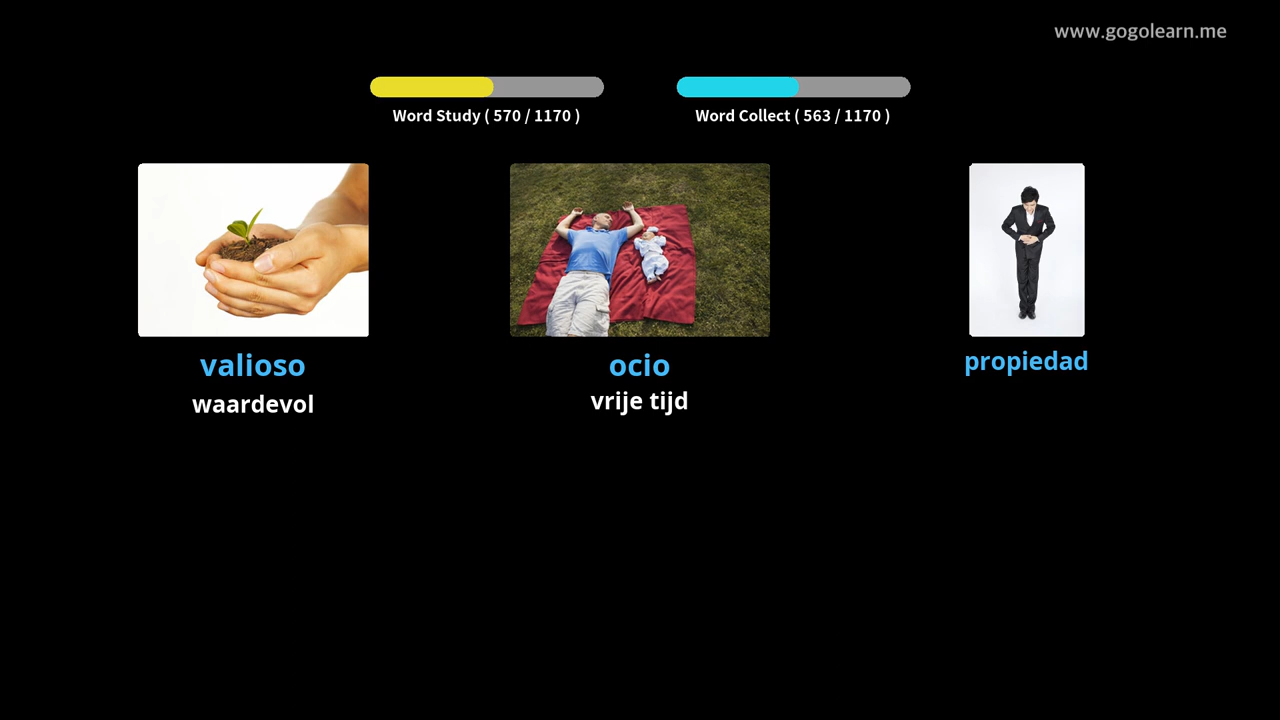 www.gogolearn.me
Word Study ( 570 / 1170 )
Word Collect ( 563 / 1170 )
valioso
waardevol
ocio
vrije tijd
propiedad